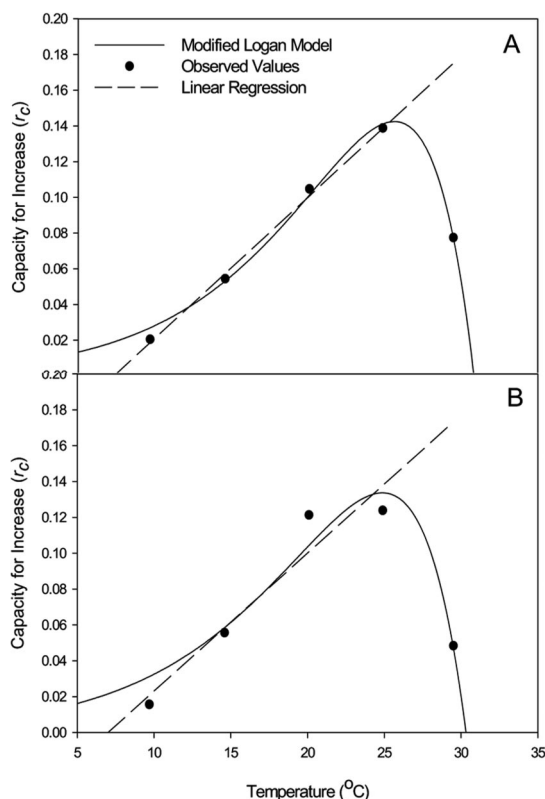 0.20
Modified Logan Model
A
0.18
Observed Values
0.16
Linear Regression
0.14
0.12
0.10
0.08
0.06
0.04
0.02
Capacity for Increase (rc)
0.20
B
0.18
0.16
0.14
0.12
0.10
0.08
0.06
0.04
0.02
0.00
Capacity for Increase (rc)
5 10 15 20 25 30 35
Temperature (°C)